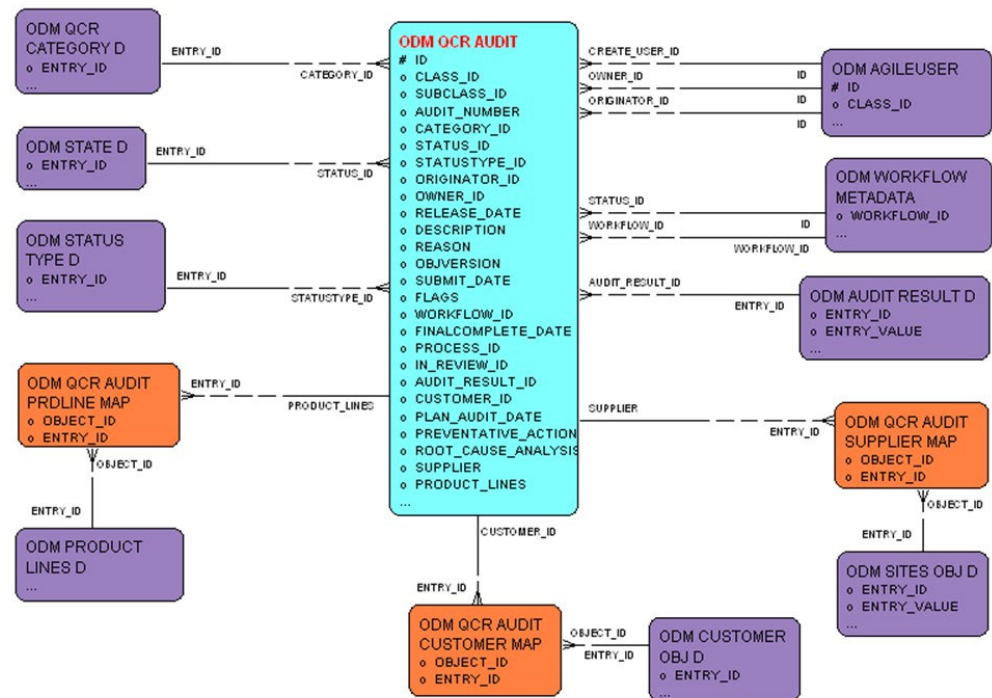 ODM QCR
CATEGORY D
o ENTRY_ID
...
ENTRY_ID
CATEGORY_ID
ODM STATE D
o ENTRY_ID
...
ENTRY_ID
STATUS_ID
ODM STATUS
TYPE D
o ENTRY_ID
...
ENTRY_ID
STATUSTYPE_ID
ODM QCR AUDIT
PRDLINE MAP
o OBJECT_ID
o ENTRY_ID
ENTRY_ID
PRODUCT_LINES
OBJECT_ID
ENTRY_ID
ODM PRODUCT
LINES D
...
ODM QCR AUDIT
# ID
o CLASS_ID
o SUBCLASS_ID
o AUDIT_NUMBER
o CATEGORY_ID
o STATUS_ID
o STATUSTYPE_ID
o ORIGINATOR_ID
o OWNER_ID
o RELEASE_DATE
o DESCRIPTION
o REASON
o OBJVERSION
o SUBMIT_DATE
o FLAGS
o WORKFLOW_ID
o FINALCOMPLETE_DATE
o PROCESS_ID
o IN_REVIEW_ID
o AUDIT_RESULT_ID
o CUSTOMER_ID
o PLAN_AUDIT_DATE
o PREVENTATIVE_ACTION
o ROOT_CAUSE_ANALYSIS
o SUPPLIER
o PRODUCT_LINES
...
CUSTOMER_ID
ENTRY_ID
ODM QCR AUDIT
CUSTOMER MAP
o OBJECT_ID
o ENTRY_ID
OBJECT_ID
ENTRY_ID
ODM CUSTOMER
OBJ D
o ENTRY_ID
...
CREATE_USER_ID
ID
OWNER_ID
ID
ORIGINATOR_ID
ID
ODM AGILEUSER
# ID
o CLASS_ID
...
STATUS_ID
ID
WORKFLOW_ID
WORKFLOW_ID
ODM WORKFLOW
METADATA
o WORKFLOW_ID
...
AUDIT_RESULT_ID
ENTRY_ID
ODM AUDIT RESULT D
o ENTRY_ID
o ENTRY_VALUE
...
SUPPLIER
ENTRY_ID
ODM QCR AUDIT
SUPPLIER MAP
o OBJECT_ID
o ENTRY_ID
OBJECT_ID
ENTRY_ID
ODM SITES OBJ D
o ENTRY_ID
o ENTRY_VALUE
...